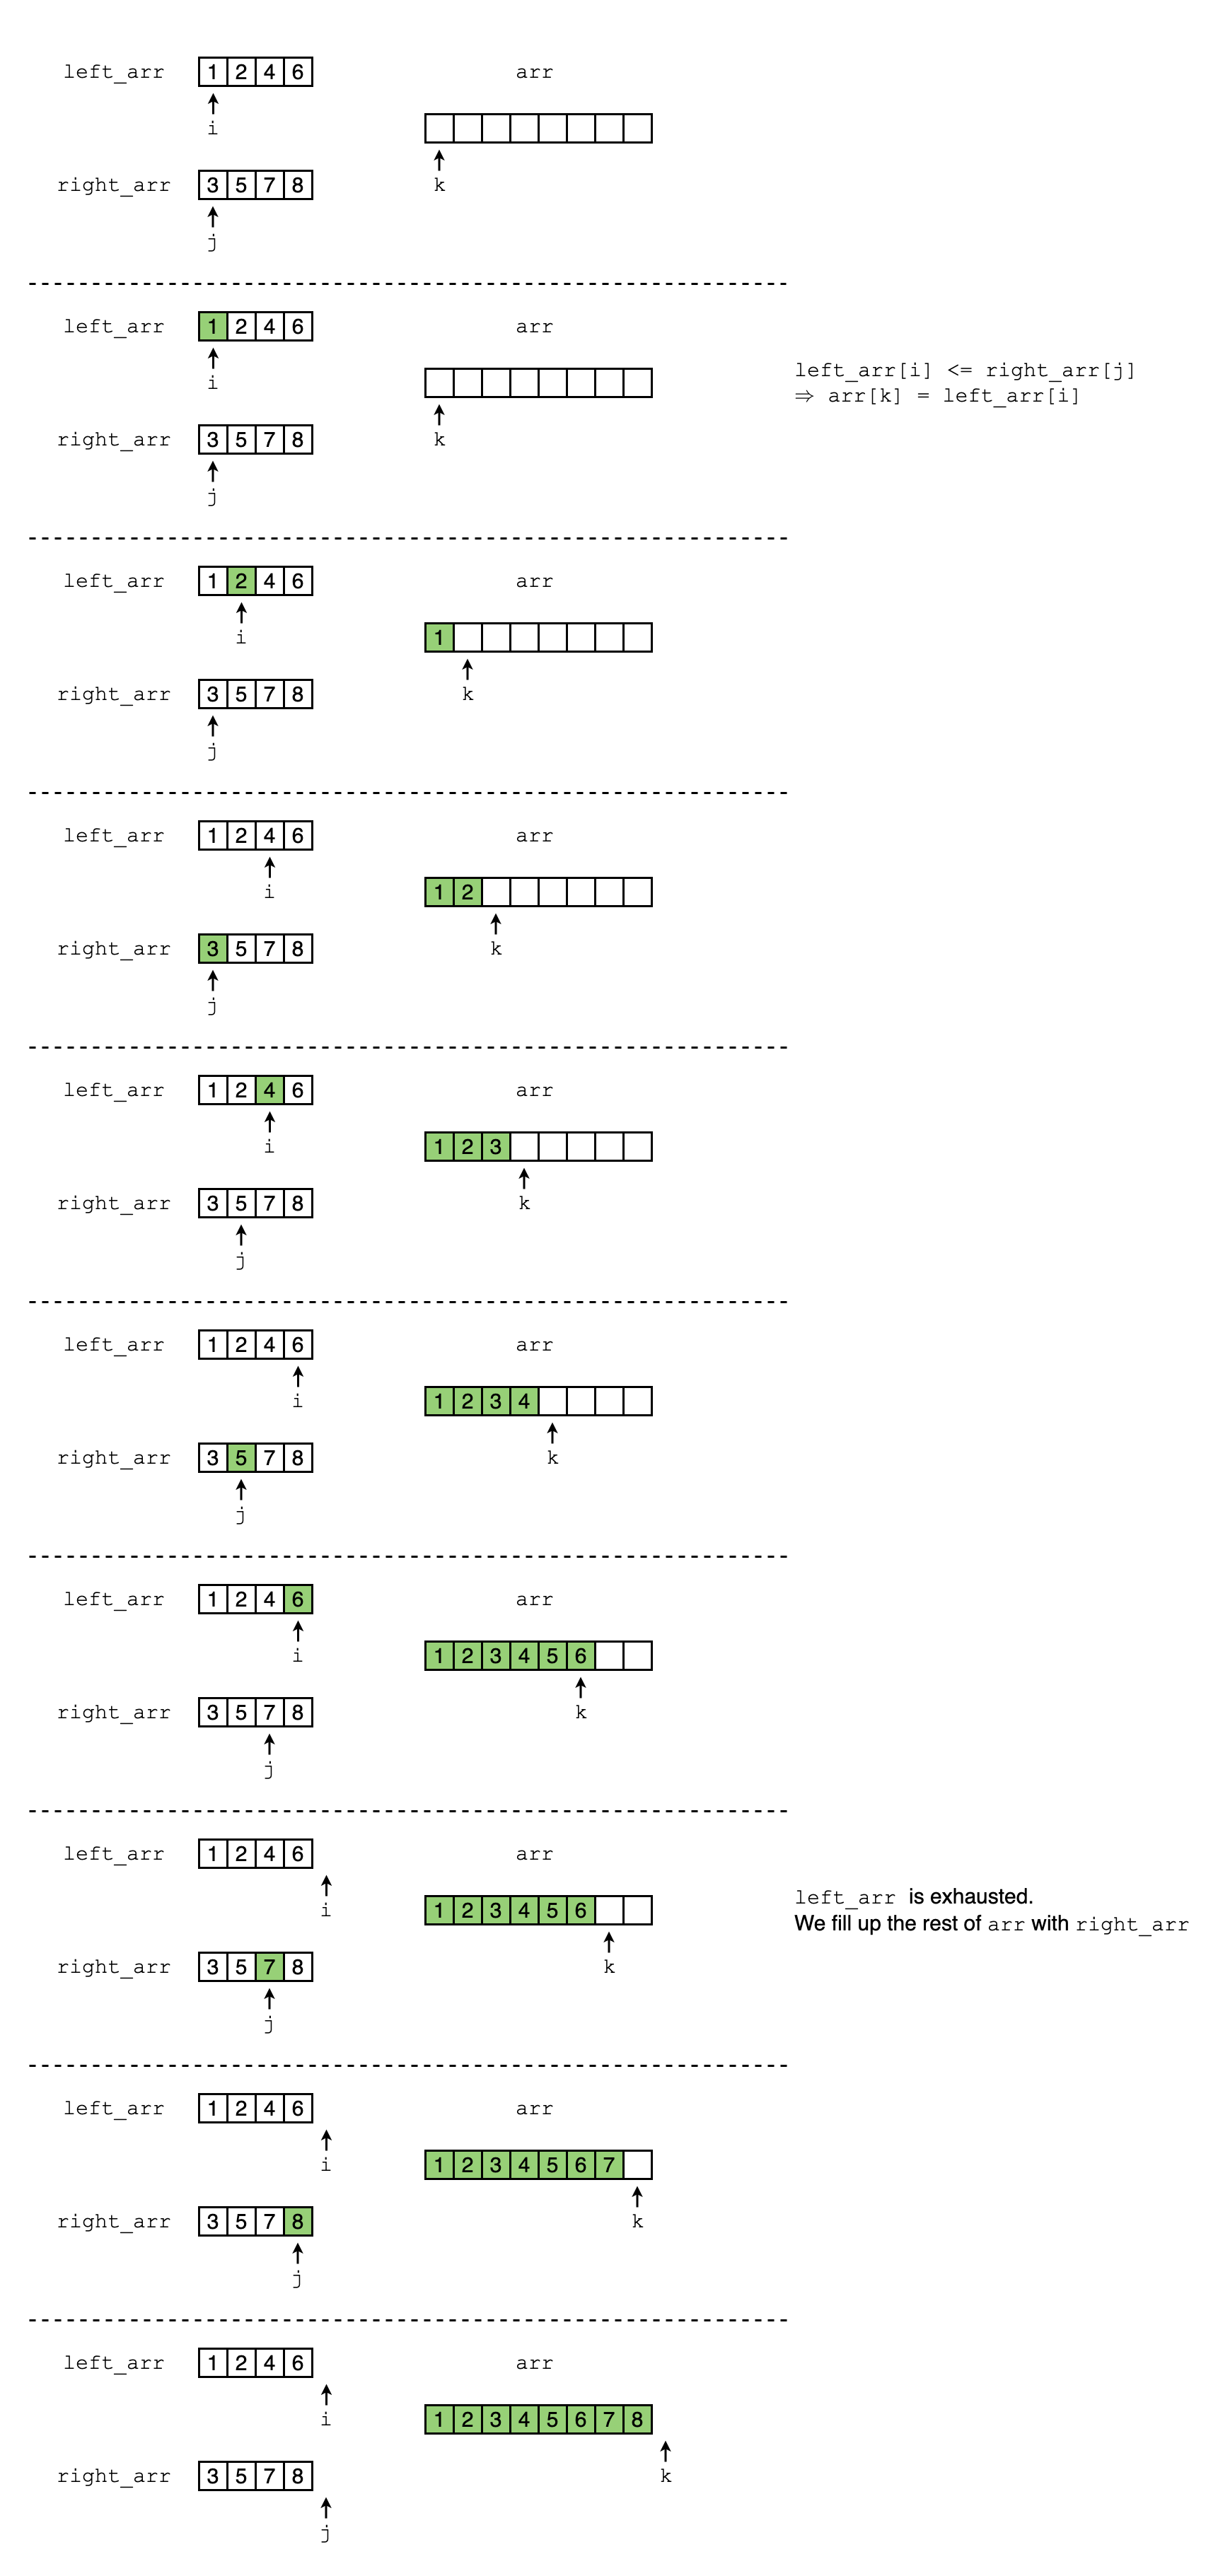 left_arr 1 2 4 6 arr
i
right_arr 3 5 7 8 k
j
left_arr 1 2 4 6 arr
i
left_arr[i] <= right_arr[j]
⇒ arr[k] = left_arr[i]
right_arr 3 5 7 8 k
j
left_arr 1 2 4 6 arr
i 1
right_arr 3 5 7 8 k
j
left_arr 1 2 4 6 arr
i 1 2
right_arr 3 5 7 8 k
j
left_arr 1 2 4 6 arr
i 1 2 3
right_arr 3 5 7 8 k
j
left_arr 1 2 4 6 arr
i 1 2 3 4
right_arr 3 5 7 8 k
j
left_arr 1 2 4 6 arr
i 1 2 3 4 5 6
right_arr 3 5 7 8 k
j
left_arr 1 2 4 6 arr
i 1 2 3 4 5 6
left_arr is exhausted.
We fill up the rest of arr with right_arr
right_arr 3 5 7 8 k
j
left_arr 1 2 4 6 arr
i 1 2 3 4 5 6 7
right_arr 3 5 7 8 k
j
left_arr 1 2 4 6 arr
i 1 2 3 4 5 6 7 8
right_arr 3 5 7 8 k
j